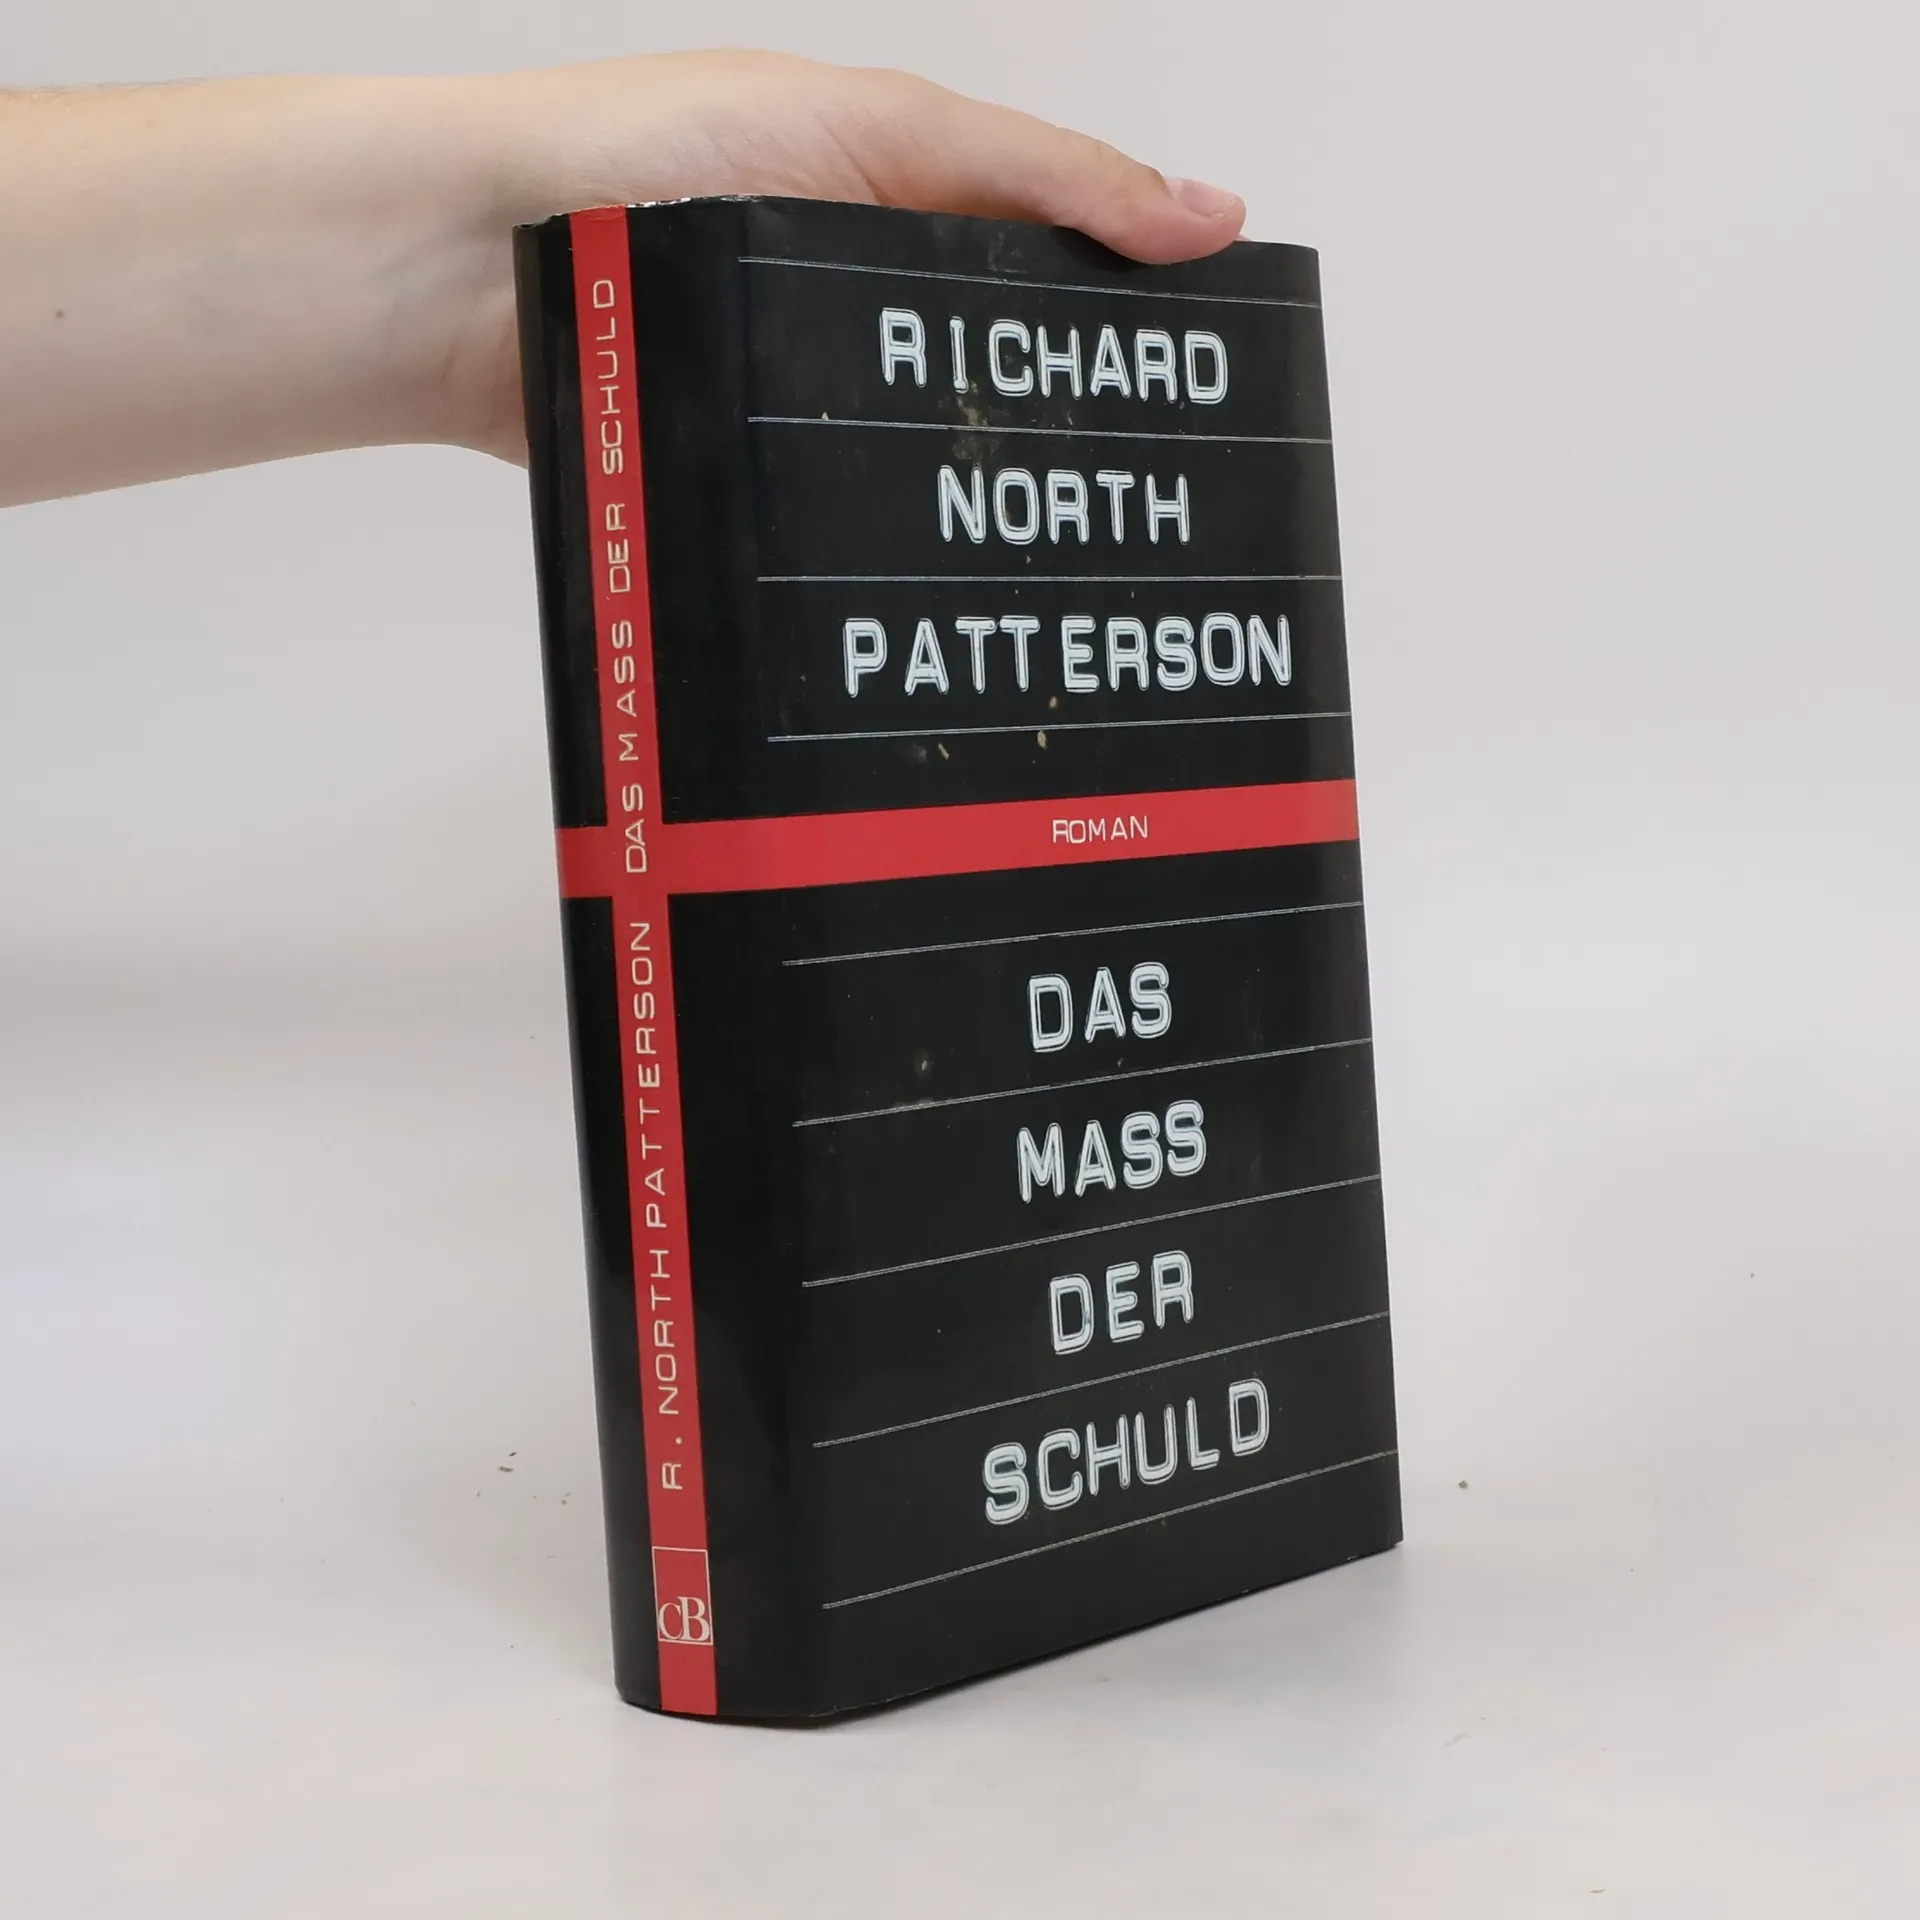 RICHARD
NORTH
PATTERSON
ROMAN
DAS
MASS
DER
SCHULD
R. NORTH PATTERSON DAS MASS DER SCHULD
CB